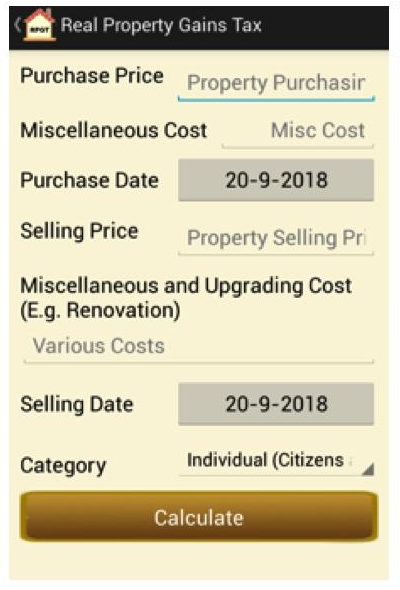 RPGT Real Property Gains Tax
Purchase Price Property Purchasin
Miscellaneous Cost Misc Cost
Purchase Date 20-9-2018
Selling Price Property Selling Pri
Miscellaneous and Upgrading Cost
(E.g. Renovation)
Various Costs
Selling Date 20-9-2018
Category Individual (Citizens
Calculate